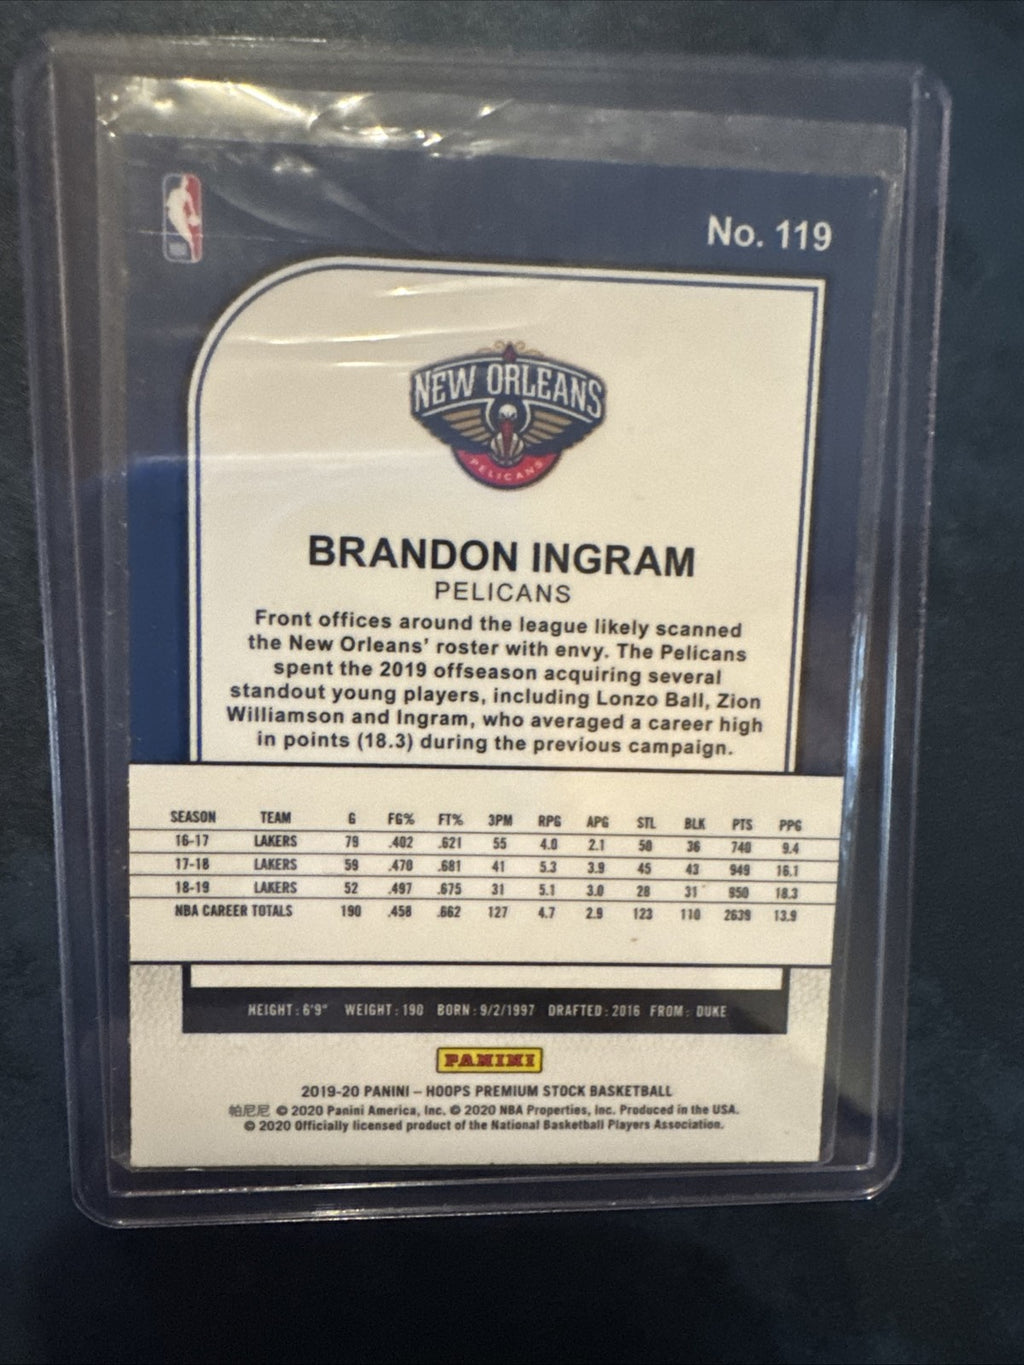 No. 119
NEW ORLEANS
PELICANS
BRANDON INGRAM
PELICANS
Front offices around the league likely scanned
the New Orleans' roster with envy. The Pelicans
spent the 2019 offseason acquiring several
standout young players, including Lonzo Ball, Zion
Williamson and Ingram, who averaged a career high
in points (18.3) during the previous campaign.
SEASON TEAM G FG% FT% 3PM RPG APG STL BLK PTS PPG
16-17 LAKERS 79 .402 .621 55 4.0 2.1 50 36 740 9.4
17-18 LAKERS 59 .470 .681 41 5.3 3.9 45 43 949 16.1
18-19 LAKERS 52 .497 .675 31 5.1 3.0 28 31 950 18.3
NBA CAREER TOTALS 190 .458 .662 127 4.7 2.9 123 110 2639 13.9
HEIGHT: 6'9" WEIGHT: 190 BORN: 9/2/1997 DRAFTED: 2016 FROM: DUKE
PANINI
2019-20 PANINI – HOOPS PREMIUM STOCK BASKETBALL
帕尼尼 © 2020 Panini America, Inc. © 2020 NBA Properties, Inc. Produced in the USA.
© 2020 Officially licensed product of the National Basketball Players Association.